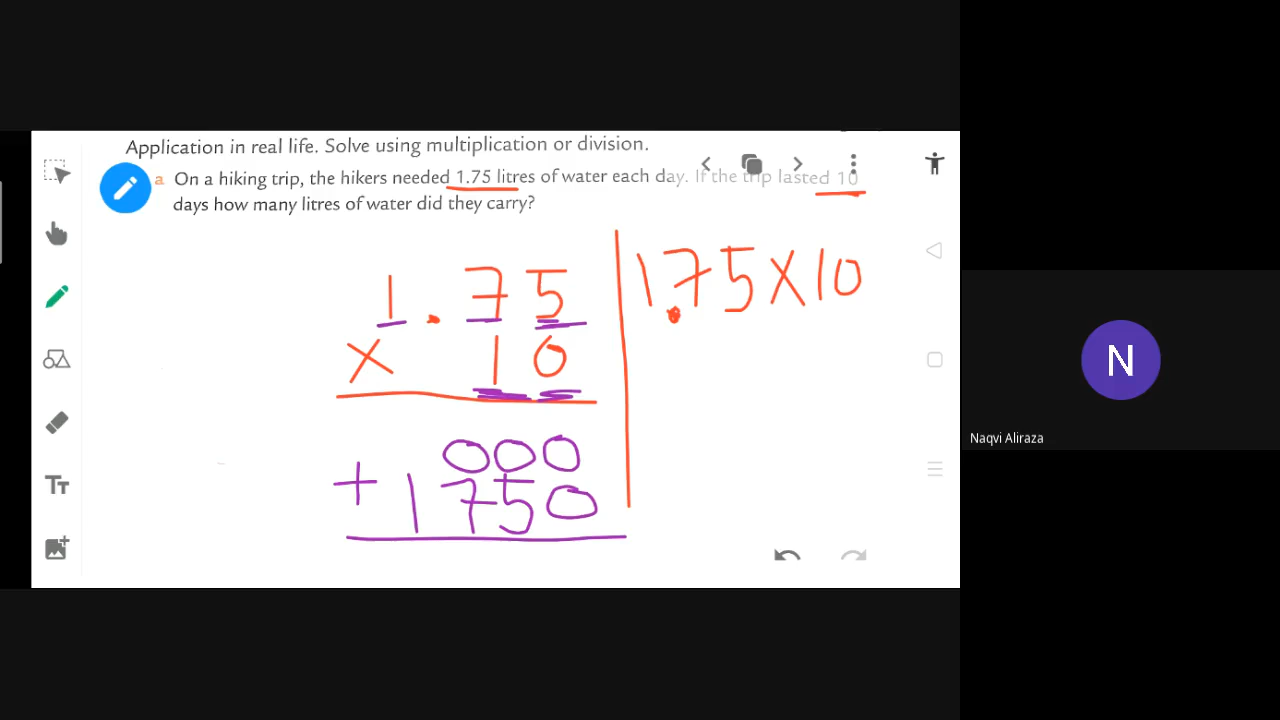 Application in real life. Solve using multiplication or division.
a On a hiking trip, the hikers needed 1.75 litres of water each day. If the trip lasted 10
days how many litres of water did they carry?
1.75
x 10
000
+ 1750
1.75 X 10
Tт
N
Naqvi Aliraza